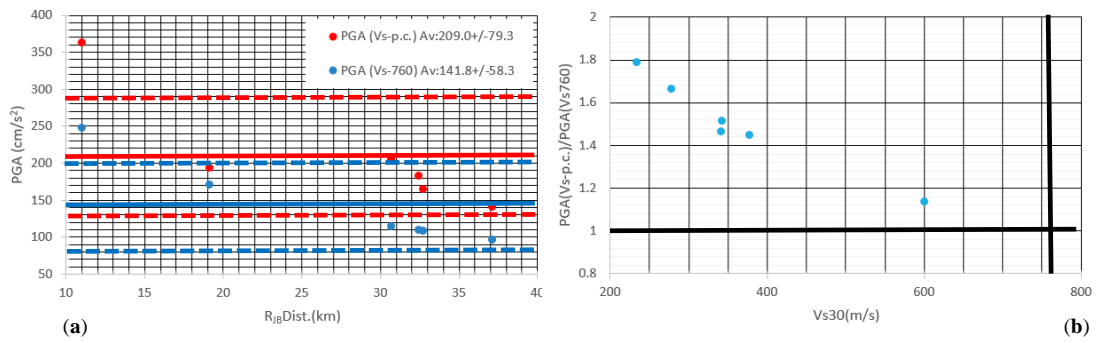 400
350
300
250
200
150
100
50
PGA (cm/s²)
PGA (Vs-p.c.) Av:209.0+/-79.3
PGA (Vs-760) Av:141.8+/-58.3
10 15 20 25 30 35 40
R_JB Dist.(km)
(a)
2
1.8
1.6
1.4
1.2
1
0.8
PGA(Vs-p.c.)/PGA(Vs760)
200 400 600 800
Vs30(m/s)
(b)